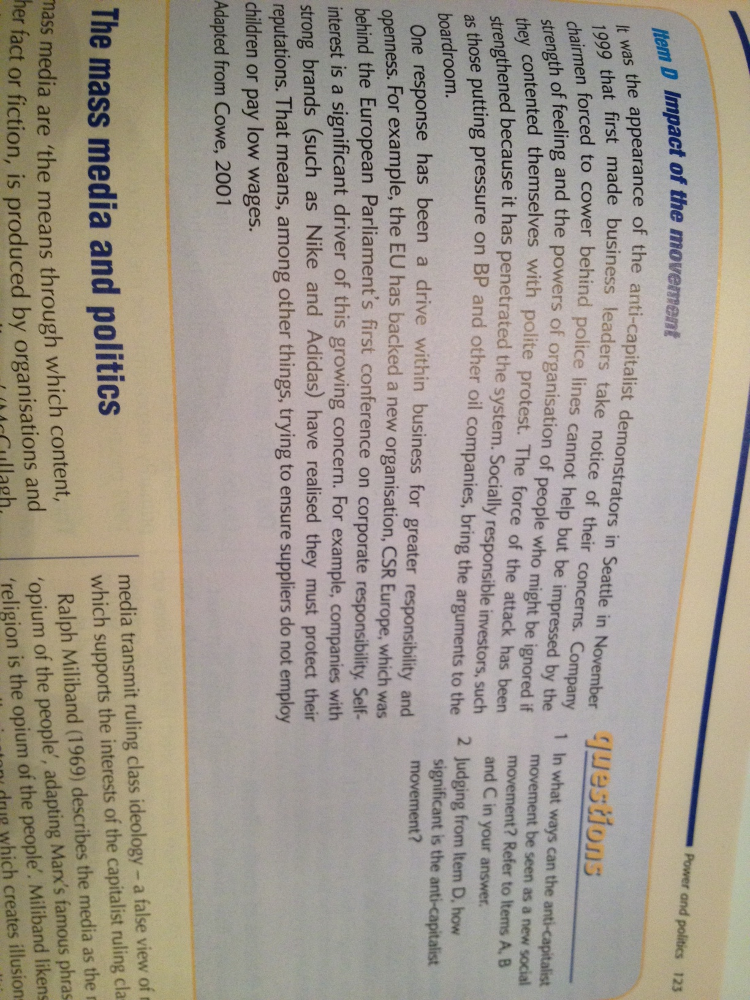 Power and politics 123
Item D Impact of the movement
It was the appearance of the anti-capitalist demonstrators in Seattle in November
1999 that first made business leaders take notice of their concerns. Company
chairmen forced to cower behind police lines cannot help but be impressed by the
strength of feeling and the powers of organisation of people who might be ignored if
they contented themselves with polite protest. The force of the attack has been
strengthened because it has penetrated the system. Socially responsible investors, such
as those putting pressure on BP and other oil companies, bring the arguments to the
boardroom.
One response has been a drive within business for greater responsibility and
openness. For example, the EU has backed a new organisation, CSR Europe, which was
behind the European Parliament's first conference on corporate responsibility. Self-
interest is a significant driver of this growing concern. For example, companies with
strong brands (such as Nike and Adidas) have realised they must protect their
reputations. That means, among other things, trying to ensure suppliers do not employ
children or pay low wages.
Adapted from Cowe, 2001
questions
1 In what ways can the anti-capitalist
movement be seen as a new social
movement? Refer to Items A, B
and C in your answer.
2 Judging from Item D, how
significant is the anti-capitalist
movement?
The mass media and politics
mass media are 'the means through which content,
her fact or fiction, is produced by organisations and
(McCullagh,
media transmit ruling class ideology – a false view of
which supports the interests of the capitalist ruling
Ralph Miliband (1969) describes the media as the
'opium of the people', adapting Marx's famous
'religion is the opium of the people'. Miliband likens
drug which creates